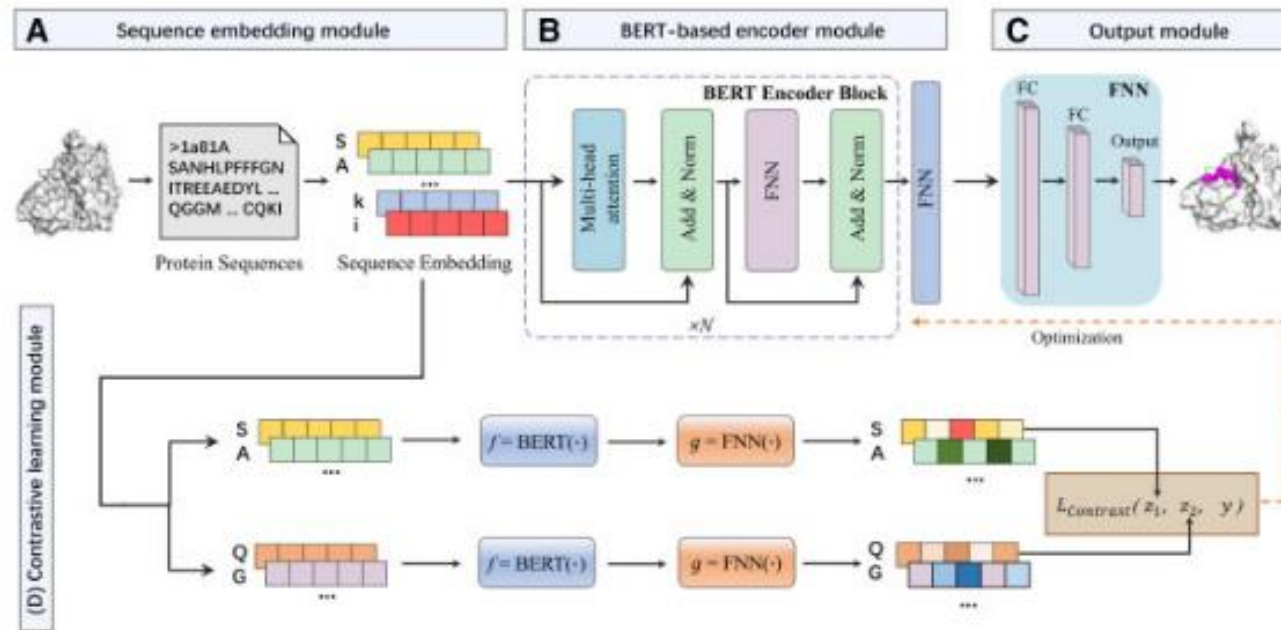 A Sequence embedding module
B BERT-based encoder module
C Output module
>1a81A
SANHLPFFFGN
ITREEAEDYL ...
QGGM ... CQKI
Protein Sequences
S
A
...
k
i
Sequence Embedding
BERT Encoder Block
Multi-head
attention
Add & Norm
FNN
Add & Norm
×N
FNN
FNN
FC
FC
Output
Optimization
(D) Contrastive learning module
S
A
...
f = BERT(·)
g = FNN(·)
S
A
...
L_Contrast(z₁, z₂, y)
Q
G
...
f = BERT(·)
g = FNN(·)
Q
G
...